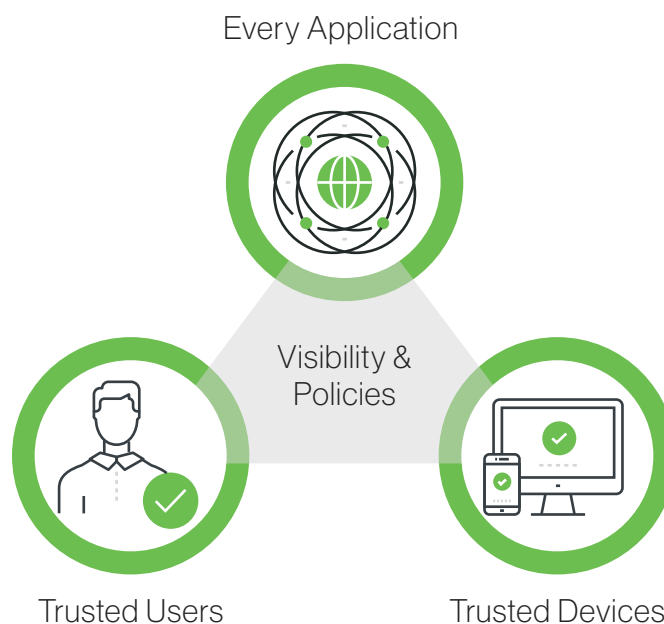 Every Application
Visibility &
Policies
Trusted Users
Trusted Devices